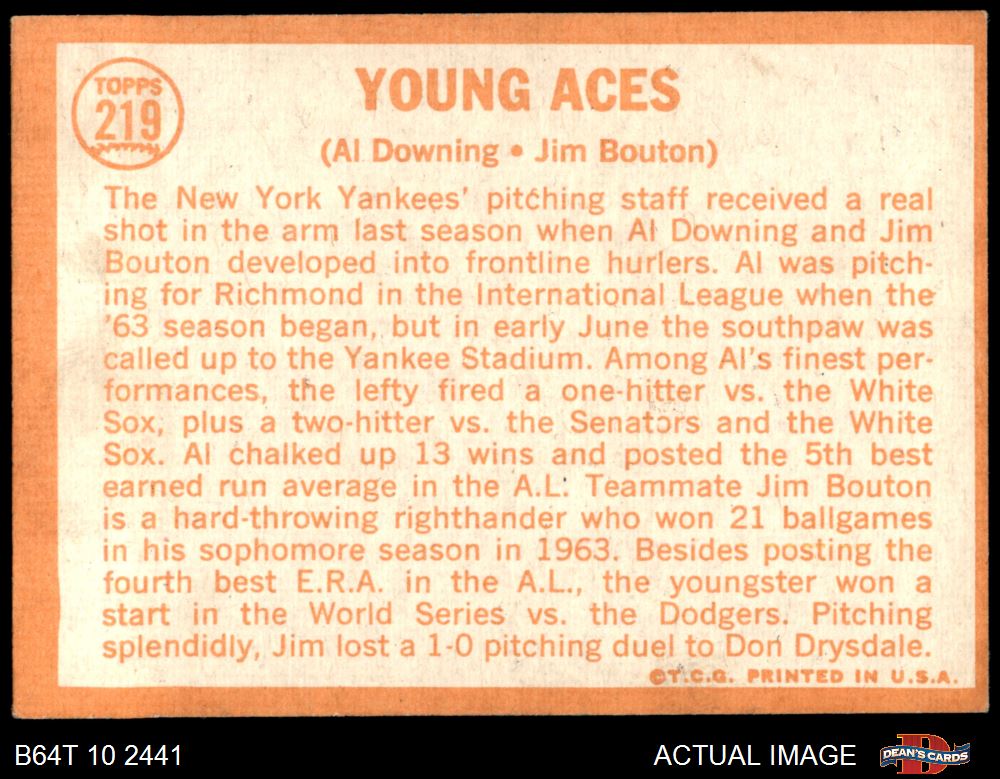 TOPPS
219
YOUNG ACES
(Al Downing • Jim Bouton)
The New York Yankees' pitching staff received a real
shot in the arm last season when Al Downing and Jim
Bouton developed into frontline hurlers. Al was pitch-
ing for Richmond in the International League when the
'63 season began, but in early June the southpaw was
called up to the Yankee Stadium. Among Al's finest per-
formances, the lefty fired a one-hitter vs. the White
Sox, plus a two-hitter vs. the Senators and the White
Sox. Al chalked up 13 wins and posted the 5th best
earned run average in the A.L. Teammate Jim Bouton
is a hard-throwing righthander who won 21 ballgames
in his sophomore season in 1963. Besides posting the
fourth best E.R.A. in the A.L., the youngster won a
start in the World Series vs. the Dodgers. Pitching
splendidly, Jim lost a 1-0 pitching duel to Don Drysdale.
©T.C.G. PRINTED IN U.S.A.
B64T 10 2441
ACTUAL IMAGE
D
DEAN'S CARDS